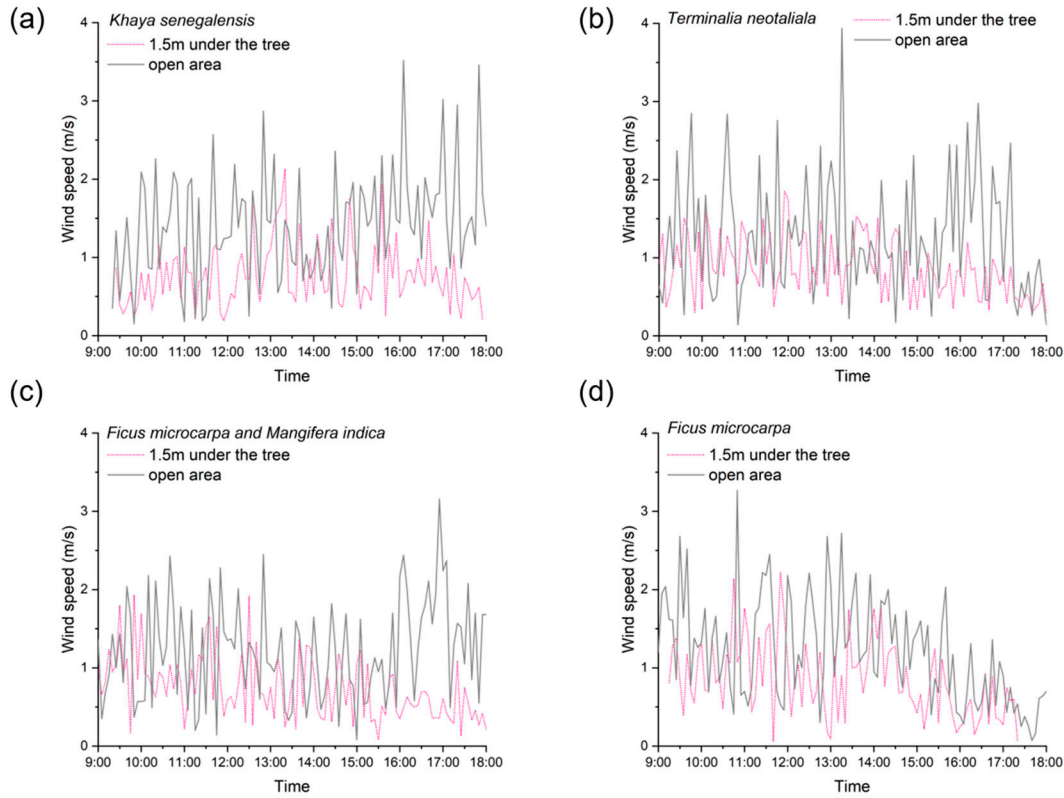 (a)
Khaya senegalensis
1.5m under the tree
open area
Wind speed (m/s)
4
3
2
1
0
9:00 10:00 11:00 12:00 13:00 14:00 15:00 16:00 17:00 18:00
Time
(b)
Terminalia neotaliala
1.5m under the tree
open area
Wind speed (m/s)
4
3
2
1
0
9:00 10:00 11:00 12:00 13:00 14:00 15:00 16:00 17:00 18:00
Time
(c)
Ficus microcarpa and Mangifera indica
1.5m under the tree
open area
Wind speed (m/s)
4
3
2
1
0
9:00 10:00 11:00 12:00 13:00 14:00 15:00 16:00 17:00 18:00
Time
(d)
Ficus microcarpa
1.5m under the tree
open area
Wind speed (m/s)
4
3
2
1
0
9:00 10:00 11:00 12:00 13:00 14:00 15:00 16:00 17:00 18:00
Time